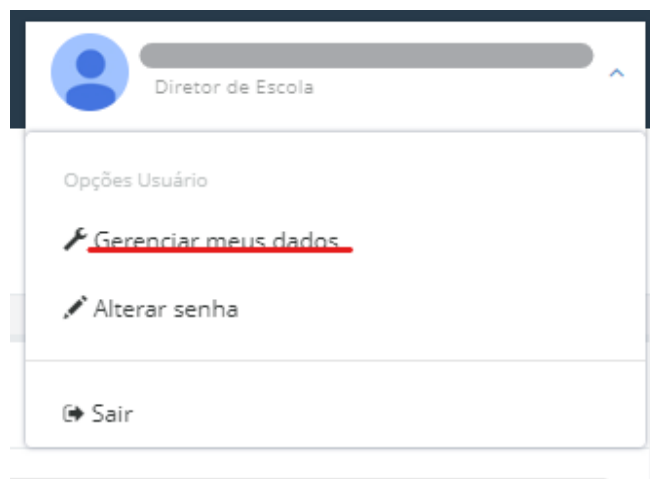 Diretor de Escola
Opções Usuário
Gerenciar meus dados
Alterar senha
Sair